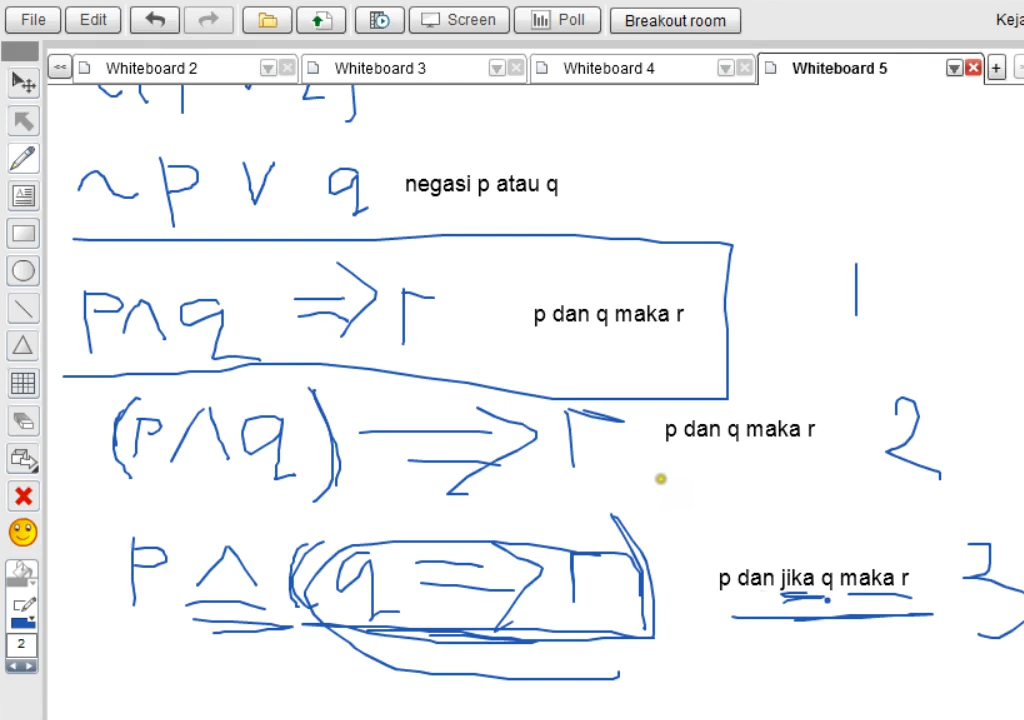 File Edit Screen Poll Breakout room
<< Whiteboard 2 Whiteboard 3 Whiteboard 4 Whiteboard 5 +
~ p ∨ q negasi p atau q
p ∧ q ⇒ r p dan q maka r 1
(p ∧ q) ⇒ r p dan q maka r 2
p ∧ (q ⇒ r) p dan jika q maka r 3
2